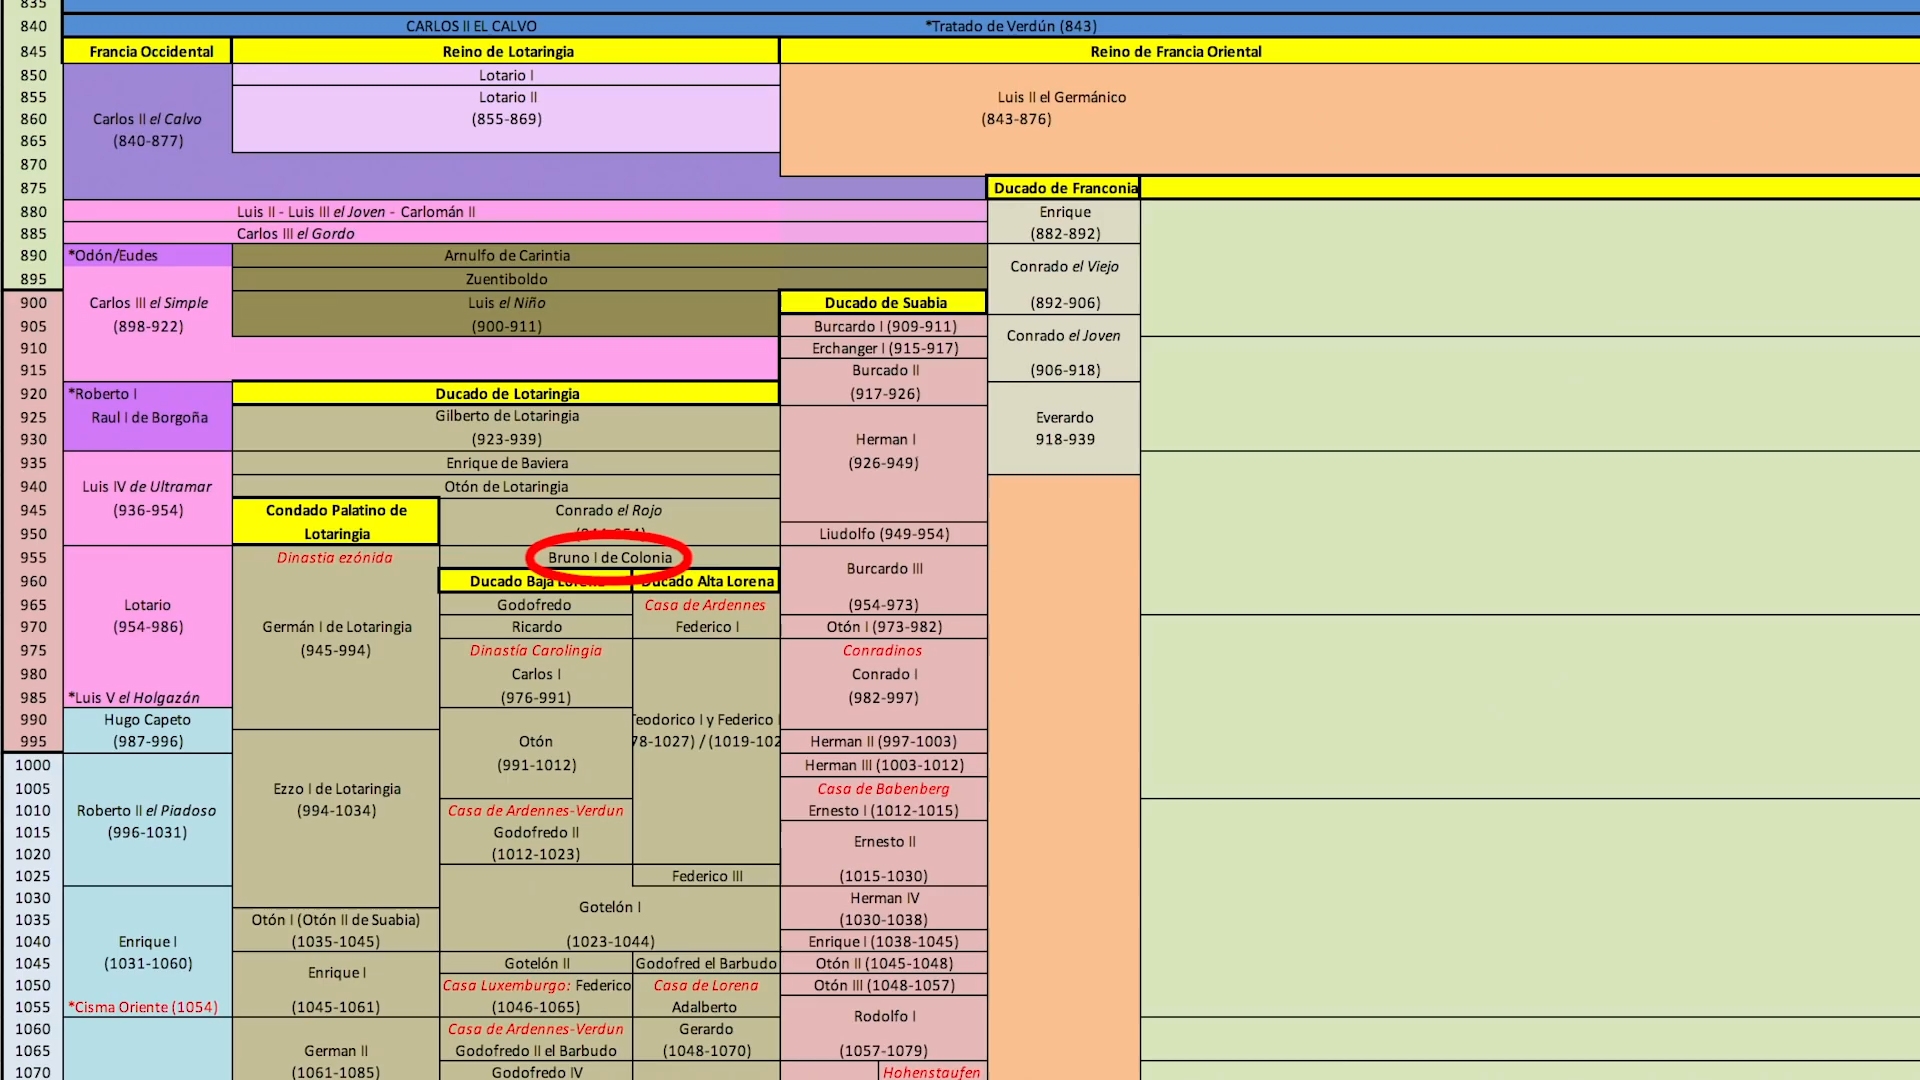 835
840 CARLOS II EL CALVO *Tratado de Verdún (843)
845 Francia Occidental Reino de Lotaringia Reino de Francia Oriental
850 Lotario I
855 Lotario II Luis II el Germánico
860 Carlos II el Calvo (855-869) (843-876)
865 (840-877)
870
875 Ducado de Franconia
880 Luis II - Luis III el Joven - Carlomán II Enrique
885 Carlos III el Gordo (882-892)
890 *Odón/Eudes Arnulfo de Carintia
Conrado el Viejo
895 Zuentiboldo
900 Carlos III el Simple Luis el Niño Ducado de Suabia (892-906)
905 (898-922) (900-911) Burcardo I (909-911)
Conrado el Joven
910 Erchanger I (915-917)
915 Burcado II (906-918)
920 *Roberto I Ducado de Lotaringia (917-926)
925 Raul I de Borgoña Gilberto de Lotaringia Everardo
930 (923-939) Herman I 918-939
935 Enrique de Baviera (926-949)
940 Luis IV de Ultramar Otón de Lotaringia
945 (936-954) Condado Palatino de Conrado el Rojo
950 Lotaringia Liudolfo (949-954)
955 Dinastia ezónida Bruno I de Colonia
Burcardo III
960 Ducado Baja Ducado Alta Lorena
965 Lotario Godofredo Casa de Ardennes (954-973)
970 (954-986) Germán I de Lotaringia Ricardo Federico I Otón I (973-982)
975 (945-994) Dinastía Carolingia Conradinos
980 Carlos I Conrado I
985 *Luis V el Holgazán (976-991) (982-997)
990 Hugo Capeto Teodorico I y Federico
995 (987-996) Otón 78-1027) / (1019-102 Herman II (997-1003)
1000 (991-1012) Herman III (1003-1012)
1005 Ezzo I de Lotaringia Casa de Babenberg
1010 Roberto II el Piadoso (994-1034) Casa de Ardennes-Verdun Ernesto I (1012-1015)
1015 (996-1031) Godofredo II
Ernesto II
1020 (1012-1023)
1025 Federico III (1015-1030)
1030 Herman IV
Gotelón I
1035 Otón I (Otón II de Suabia) (1030-1038)
1040 Enrique I (1035-1045) (1023-1044) Enrique I (1038-1045)
1045 (1031-1060) Gotelón II Godofred el Barbudo Otón II (1045-1048)
Enrique I
1050 Casa Luxemburgo: Federico Casa de Lorena Otón III (1048-1057)
1055 *Cisma Oriente (1054) (1045-1061) (1046-1065) Adalberto
Rodolfo I
1060 Casa de Ardennes-Verdun Gerardo
1065 German II Godofredo II el Barbudo (1048-1070) (1057-1079)
1070 (1061-1085) Godofredo IV Hohenstaufen